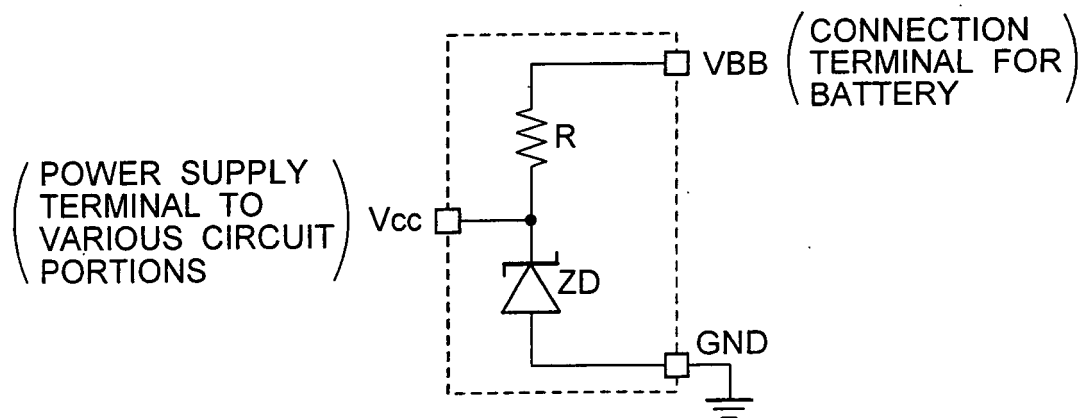 VBB
(CONNECTION
TERMINAL FOR
BATTERY)
R
(POWER SUPPLY
TERMINAL TO
VARIOUS CIRCUIT
PORTIONS)
Vcc
ZD
GND